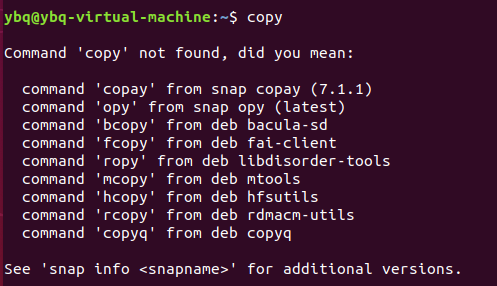 ybq@ybq-virtual-machine:~$ copy
Command 'copy' not found, did you mean:
command 'copay' from snap copay (7.1.1)
command 'opy' from snap opy (latest)
command 'bcopy' from deb bacula-sd
command 'fcopy' from deb fai-client
command 'ropy' from deb libdisorder-tools
command 'mcopy' from deb mtools
command 'hcopy' from deb hfsutils
command 'rcopy' from deb rdmacm-utils
command 'copyq' from deb copyq
See 'snap info <snapname>' for additional versions.